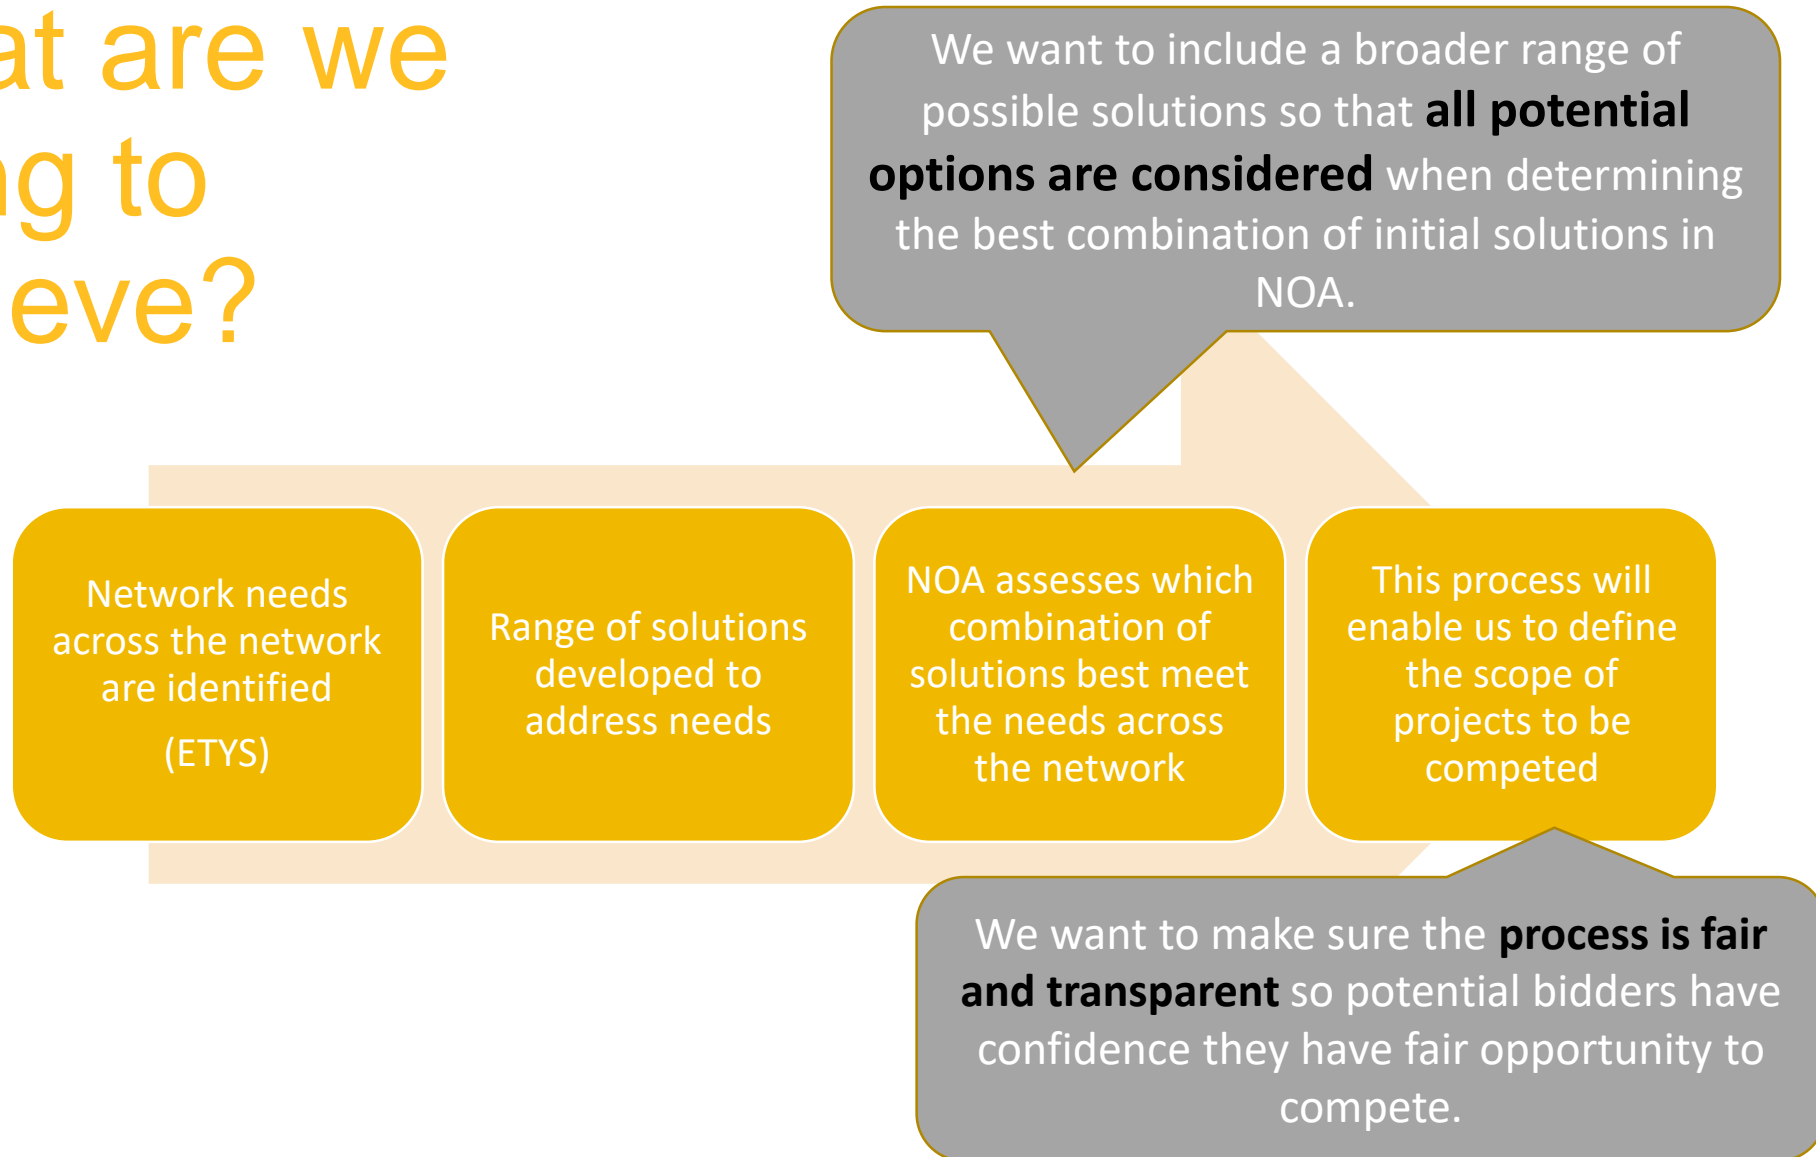 at are we
ng to
eve?
We want to include a broader range of
possible solutions so that all potential
options are considered when determining
the best combination of initial solutions in
NOA.
Network needs
across the network
are identified
(ETYS)
Range of solutions
developed to
address needs
NOA assesses which
combination of
solutions best meet
the needs across
the network
This process will
enable us to define
the scope of
projects to be
competed
We want to make sure the process is fair
and transparent so potential bidders have
confidence they have fair opportunity to
compete.